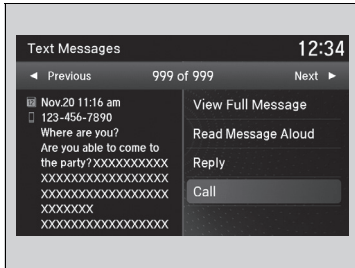 Text Messages 12:34
◄ Previous 999 of 999 Next ►
Nov.20 11:16 am
123-456-7890
Where are you?
Are you able to come to
the party?XXXXXXXXXX
XXXXXXXXXXXXXXXXX
XXXXXXXXXXXXXXXXX
XXXXXXX
XXXXXXXXXXXXXXXXX
View Full Message
Read Message Aloud
Reply
Call